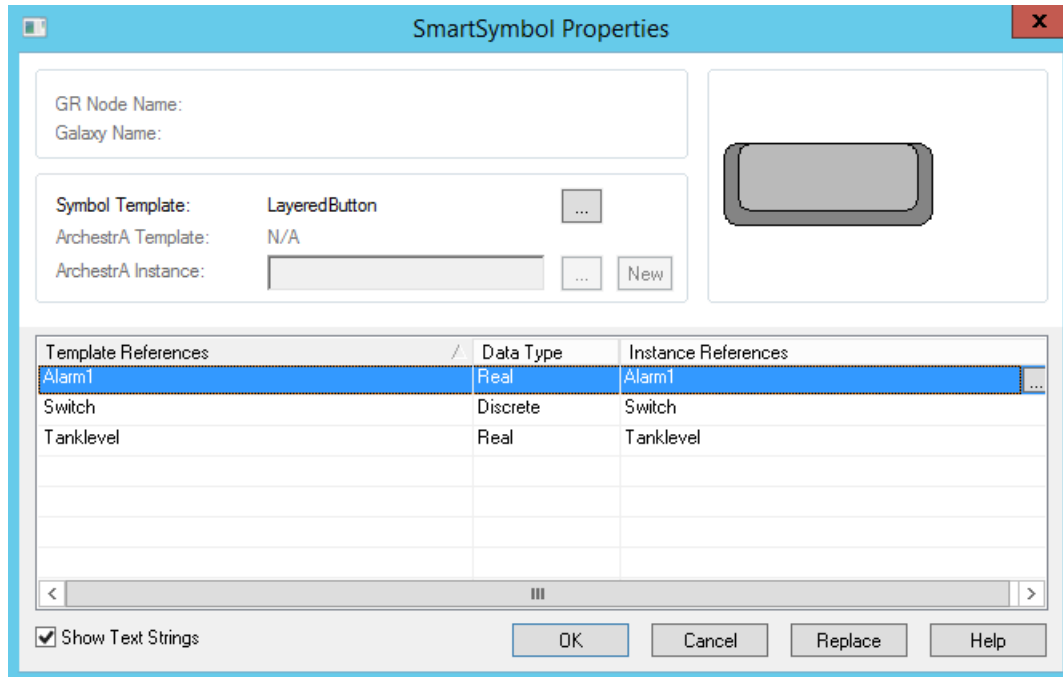 SmartSymbol Properties
x
GR Node Name:
Galaxy Name:
Symbol Template: LayeredButton ...
ArchestrA Template: N/A
ArchestrA Instance: ... New
Template References Data Type Instance References
Alarm1 Real Alarm1 ...
Switch Discrete Switch
Tanklevel Real Tanklevel
Show Text Strings OK Cancel Replace Help